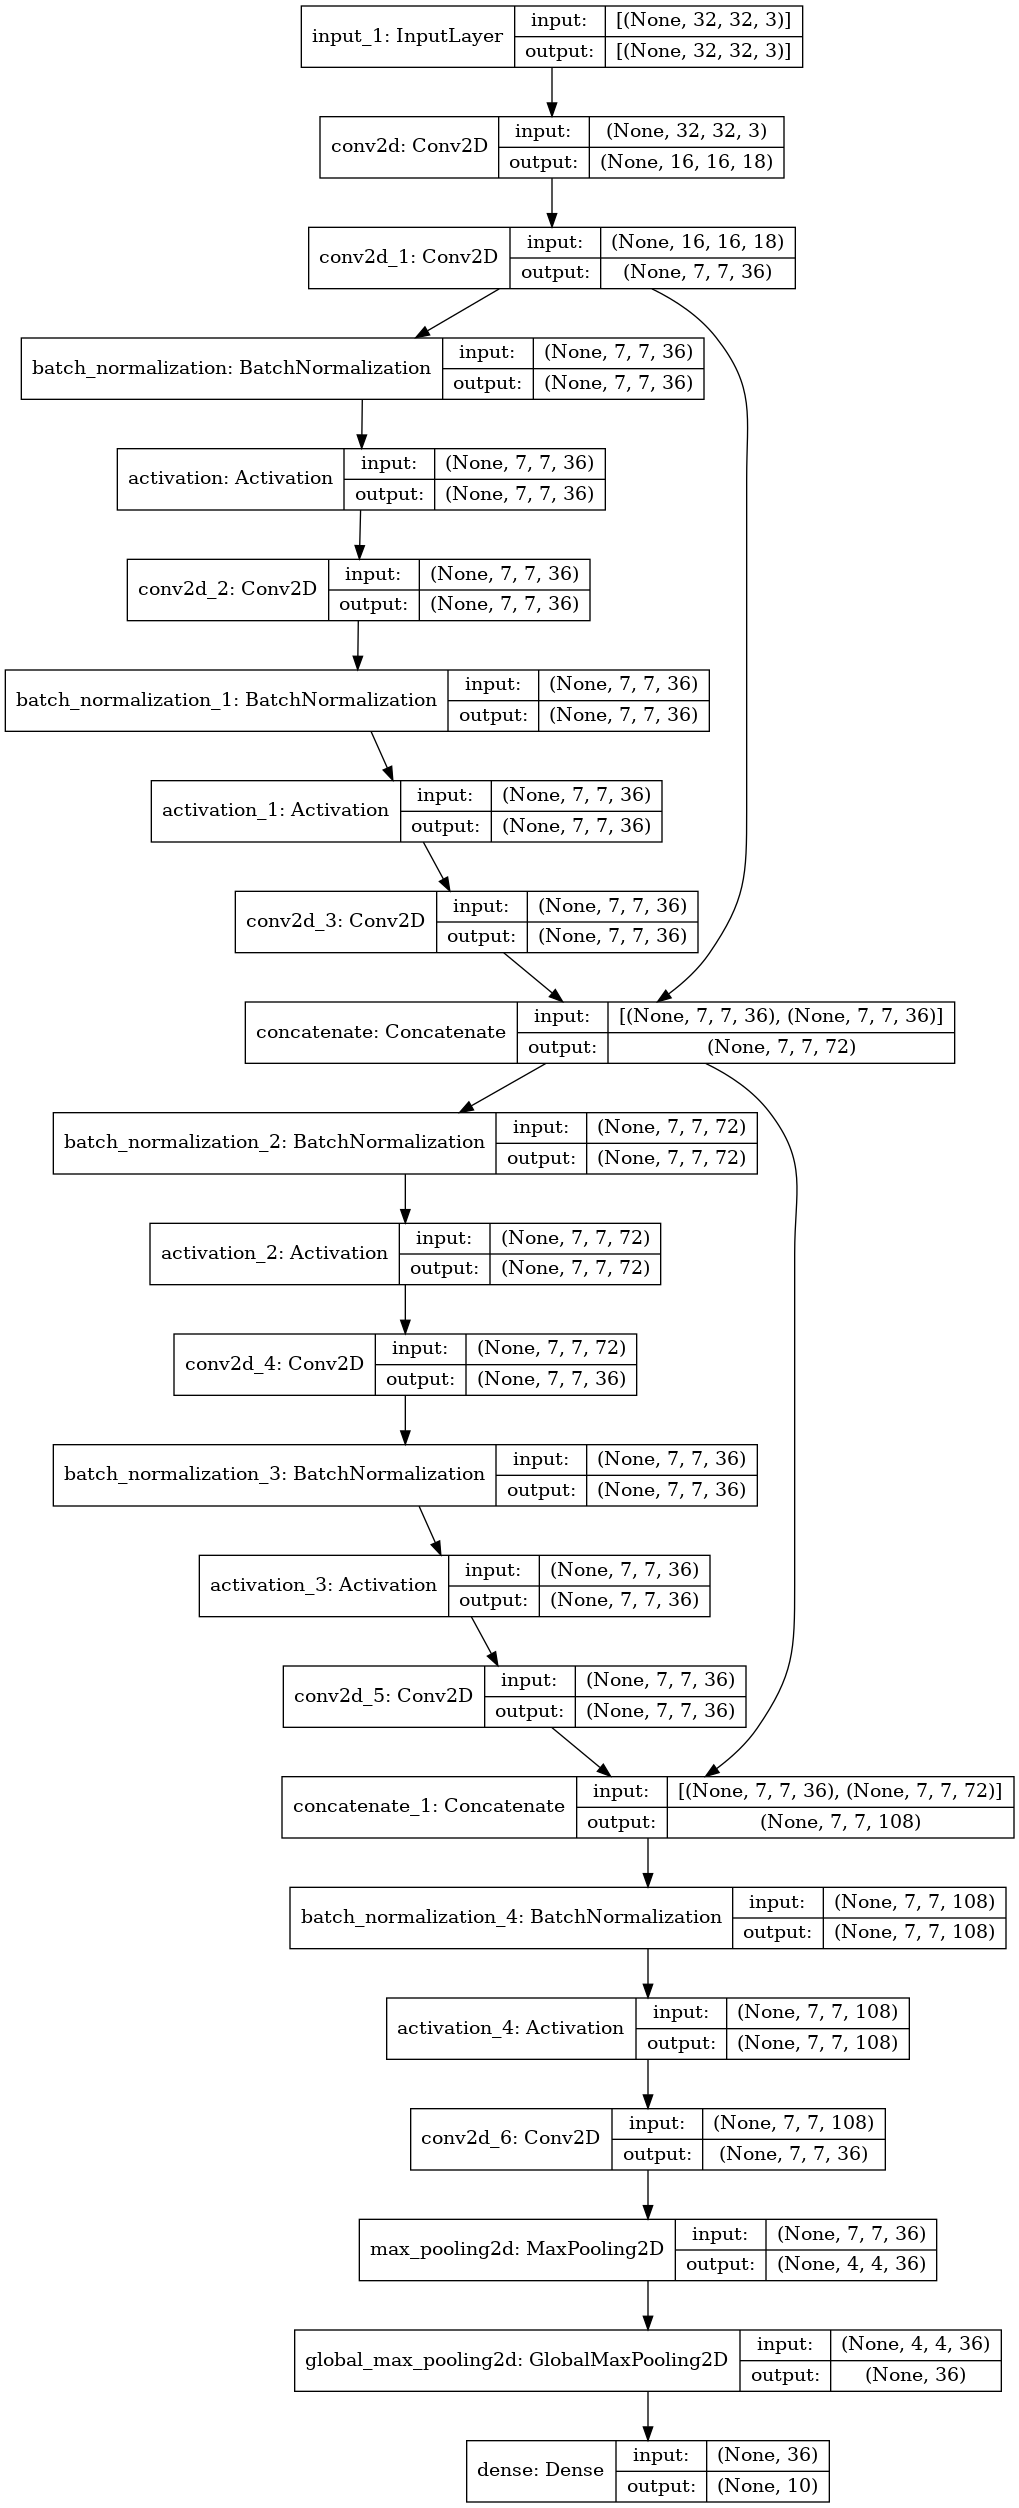 input_1: InputLayer
input: [(None, 32, 32, 3)]
output: [(None, 32, 32, 3)]
conv2d: Conv2D
input: (None, 32, 32, 3)
output: (None, 16, 16, 18)
conv2d_1: Conv2D
input: (None, 16, 16, 18)
output: (None, 7, 7, 36)
batch_normalization: BatchNormalization
input: (None, 7, 7, 36)
output: (None, 7, 7, 36)
activation: Activation
input: (None, 7, 7, 36)
output: (None, 7, 7, 36)
conv2d_2: Conv2D
input: (None, 7, 7, 36)
output: (None, 7, 7, 36)
batch_normalization_1: BatchNormalization
input: (None, 7, 7, 36)
output: (None, 7, 7, 36)
activation_1: Activation
input: (None, 7, 7, 36)
output: (None, 7, 7, 36)
conv2d_3: Conv2D
input: (None, 7, 7, 36)
output: (None, 7, 7, 36)
concatenate: Concatenate
input: [(None, 7, 7, 36), (None, 7, 7, 36)]
output: (None, 7, 7, 72)
batch_normalization_2: BatchNormalization
input: (None, 7, 7, 72)
output: (None, 7, 7, 72)
activation_2: Activation
input: (None, 7, 7, 72)
output: (None, 7, 7, 72)
conv2d_4: Conv2D
input: (None, 7, 7, 72)
output: (None, 7, 7, 36)
batch_normalization_3: BatchNormalization
input: (None, 7, 7, 36)
output: (None, 7, 7, 36)
activation_3: Activation
input: (None, 7, 7, 36)
output: (None, 7, 7, 36)
conv2d_5: Conv2D
input: (None, 7, 7, 36)
output: (None, 7, 7, 36)
concatenate_1: Concatenate
input: [(None, 7, 7, 36), (None, 7, 7, 72)]
output: (None, 7, 7, 108)
batch_normalization_4: BatchNormalization
input: (None, 7, 7, 108)
output: (None, 7, 7, 108)
activation_4: Activation
input: (None, 7, 7, 108)
output: (None, 7, 7, 108)
conv2d_6: Conv2D
input: (None, 7, 7, 108)
output: (None, 7, 7, 36)
max_pooling2d: MaxPooling2D
input: (None, 7, 7, 36)
output: (None, 4, 4, 36)
global_max_pooling2d: GlobalMaxPooling2D
input: (None, 4, 4, 36)
output: (None, 36)
dense: Dense
input: (None, 36)
output: (None, 10)